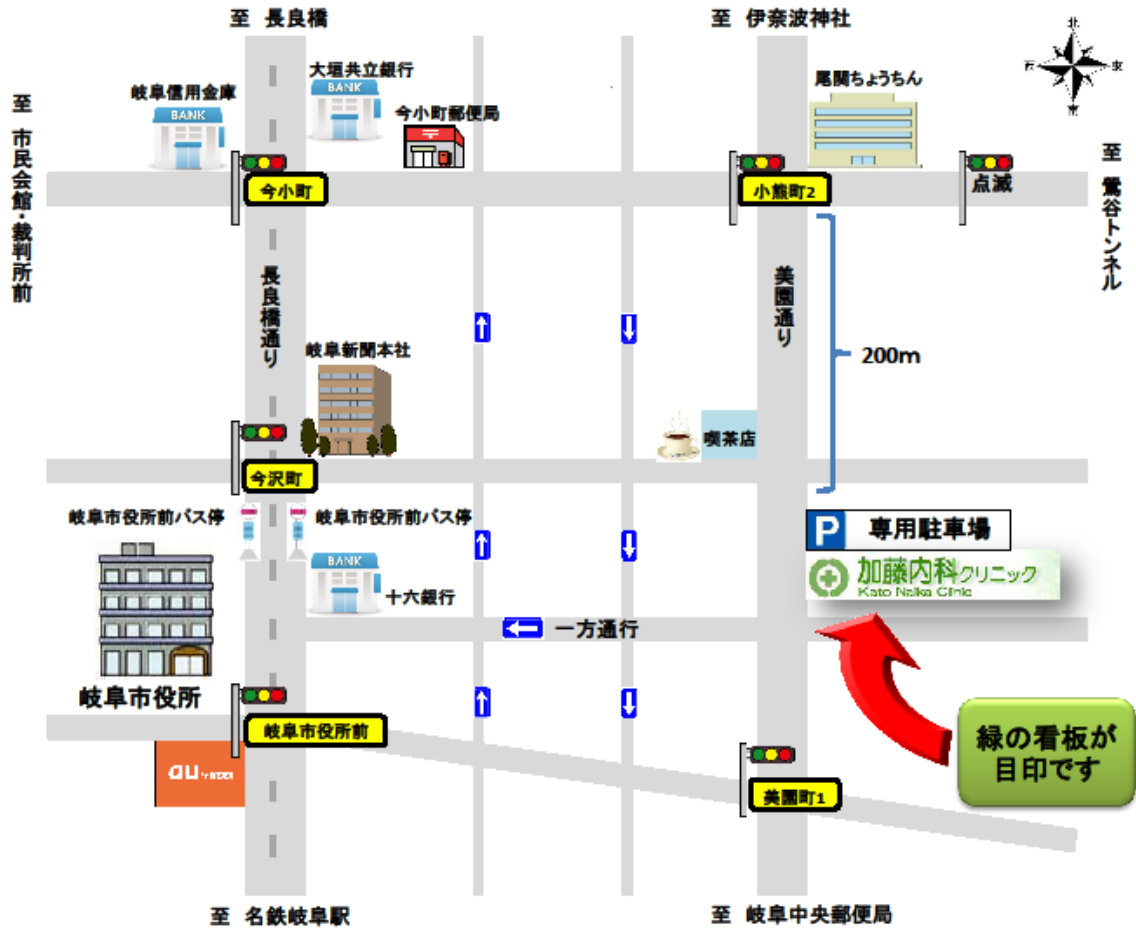 至 長良橋
至 伊奈波神社
北
西
東
南
大垣共立銀行
BANK
岐阜信用金庫
BANK
今小町郵便局
尾関ちょうちん
至 市民会館・裁判所前
至 鶯谷トンネル
今小町
小熊町2
点滅
長良橋通り
美園通り
200m
岐阜新聞本社
喫茶店
今沢町
岐阜市役所前バス停
岐阜市役所前バス停
P 専用駐車場
加藤内科クリニック
Kato Naika Clinic
BANK
十六銀行
一方通行
岐阜市役所
岐阜市役所前
au
緑の看板が
目印です
美園町1
至 名鉄岐阜駅
至 岐阜中央郵便局